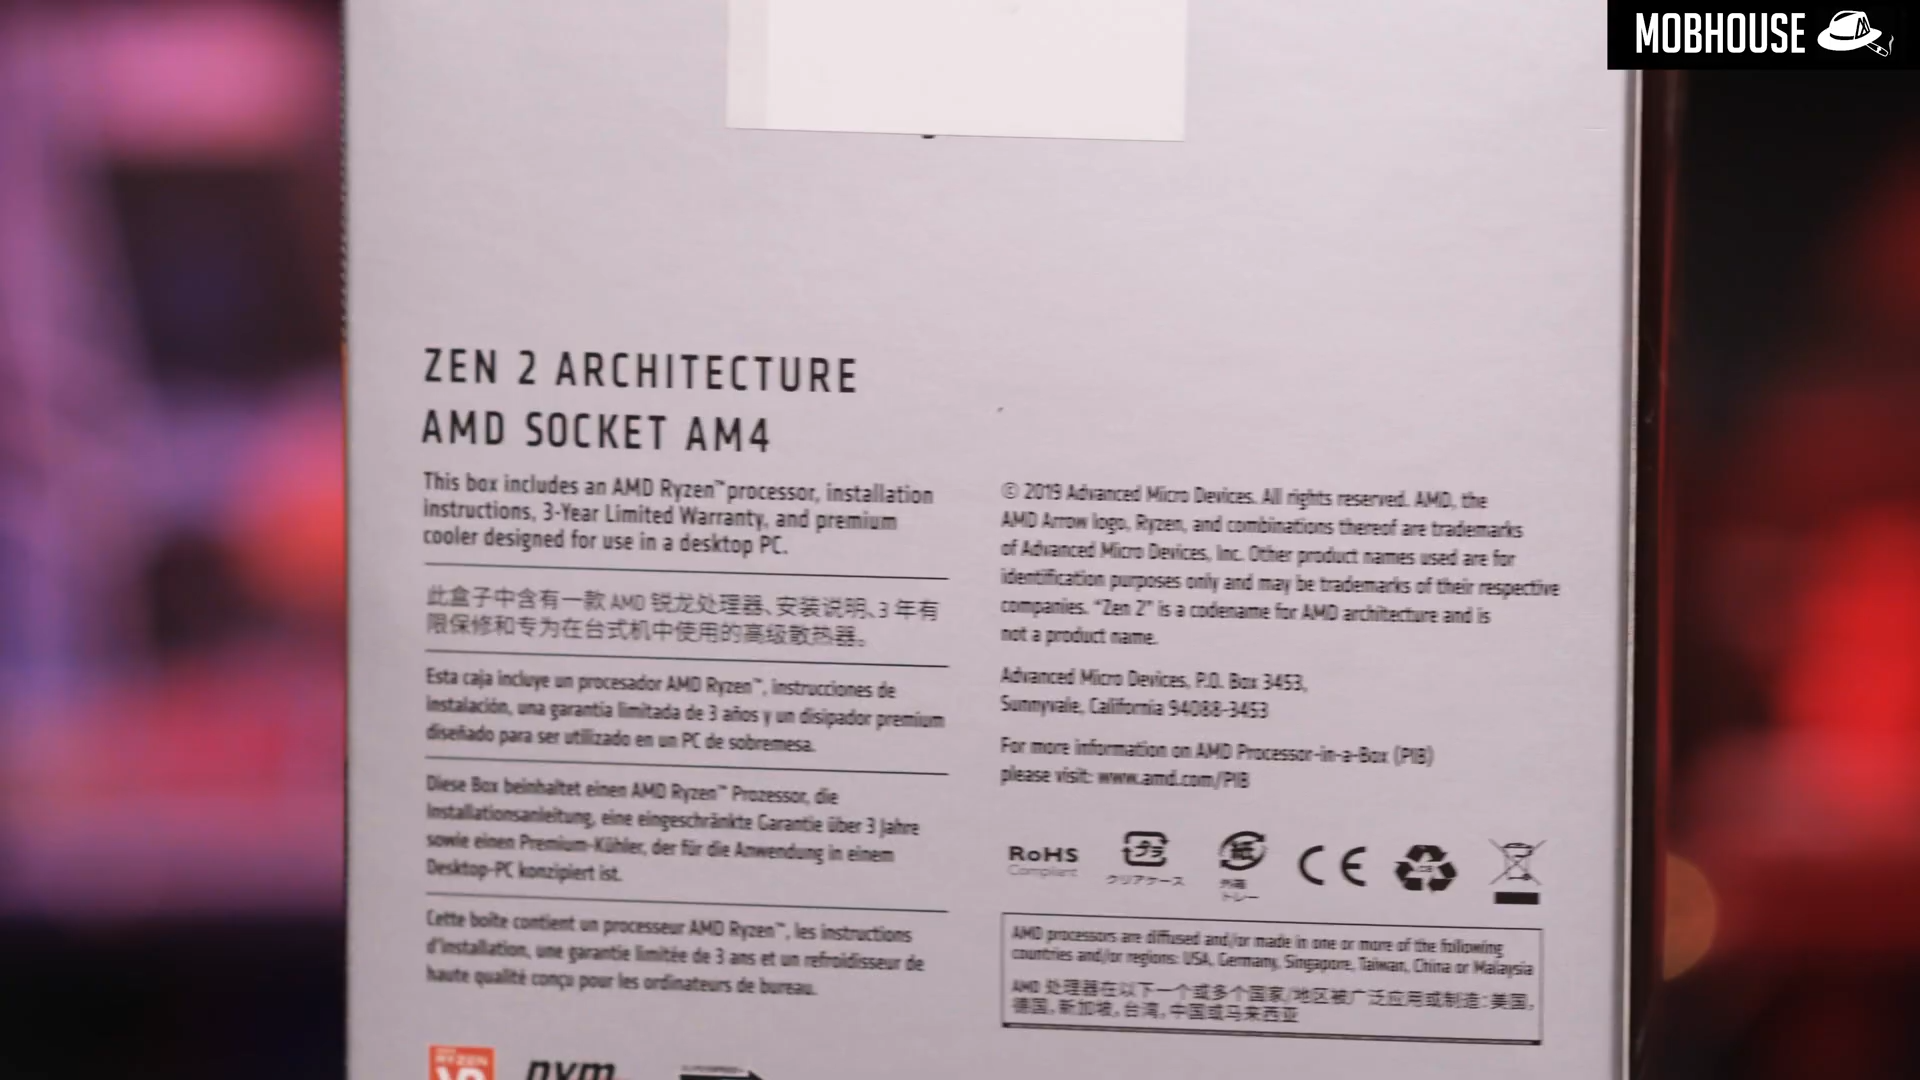 MOBHOUSE
ZEN 2 ARCHITECTURE
AMD SOCKET AM4
This box includes an AMD Ryzen™ processor, installation
instructions, 3-Year Limited Warranty, and premium
cooler designed for use in a desktop PC.
此盒子中含有一款 AMD 锐龙处理器、安装说明、3 年有
限保修和专为在台式机中使用的高级散热器。
Esta caja incluye un procesador AMD Ryzen™, instrucciones de
instalación, una garantía limitada de 3 años y un disipador premium
diseñado para ser utilizado en un PC de sobremesa.
Diese Box beinhaltet einen AMD Ryzen™ Prozessor, die
Installationsanleitung, eine eingeschränkte Garantie über 3 Jahre
sowie einen Premium-Kühler, der für die Anwendung in einem
Desktop-PC konzipiert ist.
Cette boîte contient un processeur AMD Ryzen™, les instructions
d'installation, une garantie limitée de 3 ans et un refroidisseur de
haute qualité conçu pour les ordinateurs de bureau.
© 2019 Advanced Micro Devices. All rights reserved. AMD, the
AMD Arrow logo, Ryzen, and combinations thereof are trademarks
of Advanced Micro Devices, Inc. Other product names used are for
identification purposes only and may be trademarks of their respective
companies. "Zen 2" is a codename for AMD architecture and is
not a product name.
Advanced Micro Devices, P.O. Box 3453,
Sunnyvale, California 94088-3453
For more information on AMD Processor-in-a-Box (PIB)
please visit: www.amd.com/PIB
RoHS
Compliant
プラ
クリアケース
紙
外箱
トレー
CE
AMD processors are diffused and/or made in one or more of the following
countries and/or regions: USA, Germany, Singapore, Taiwan, China or Malaysia
AMD 处理器在以下一个或多个国家/地区被广泛应用或制造：美国，
德国，新加坡，台湾，中国或马来西亚
RYZEN